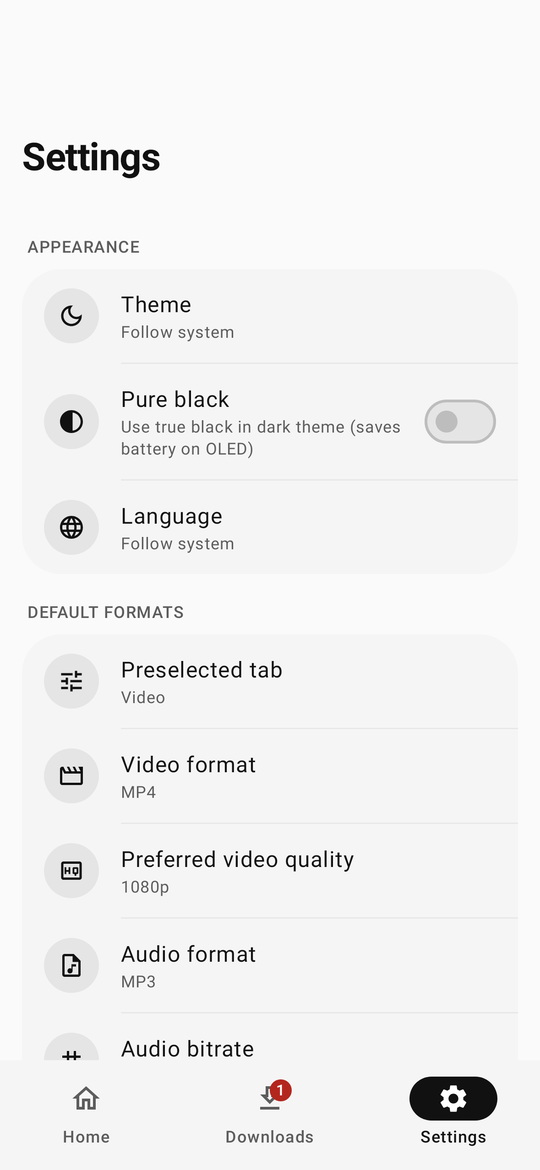 Settings
APPEARANCE
Theme
Follow system
Pure black
Use true black in dark theme (saves
battery on OLED)
Language
Follow system
DEFAULT FORMATS
Preselected tab
Video
Video format
MP4
HQ
Preferred video quality
1080p
Audio format
MP3
Audio bitrate
1
Home
Downloads
Settings